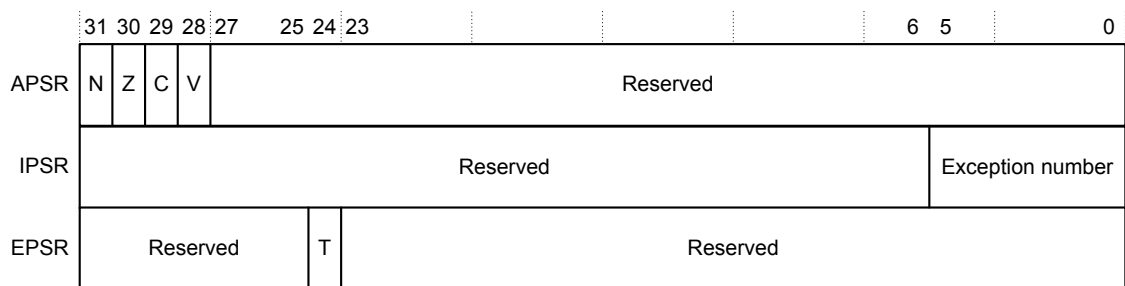 31 30 29 28 27 25 24 23 6 5 0
APSR N Z C V Reserved
IPSR Reserved Exception number
EPSR Reserved T Reserved